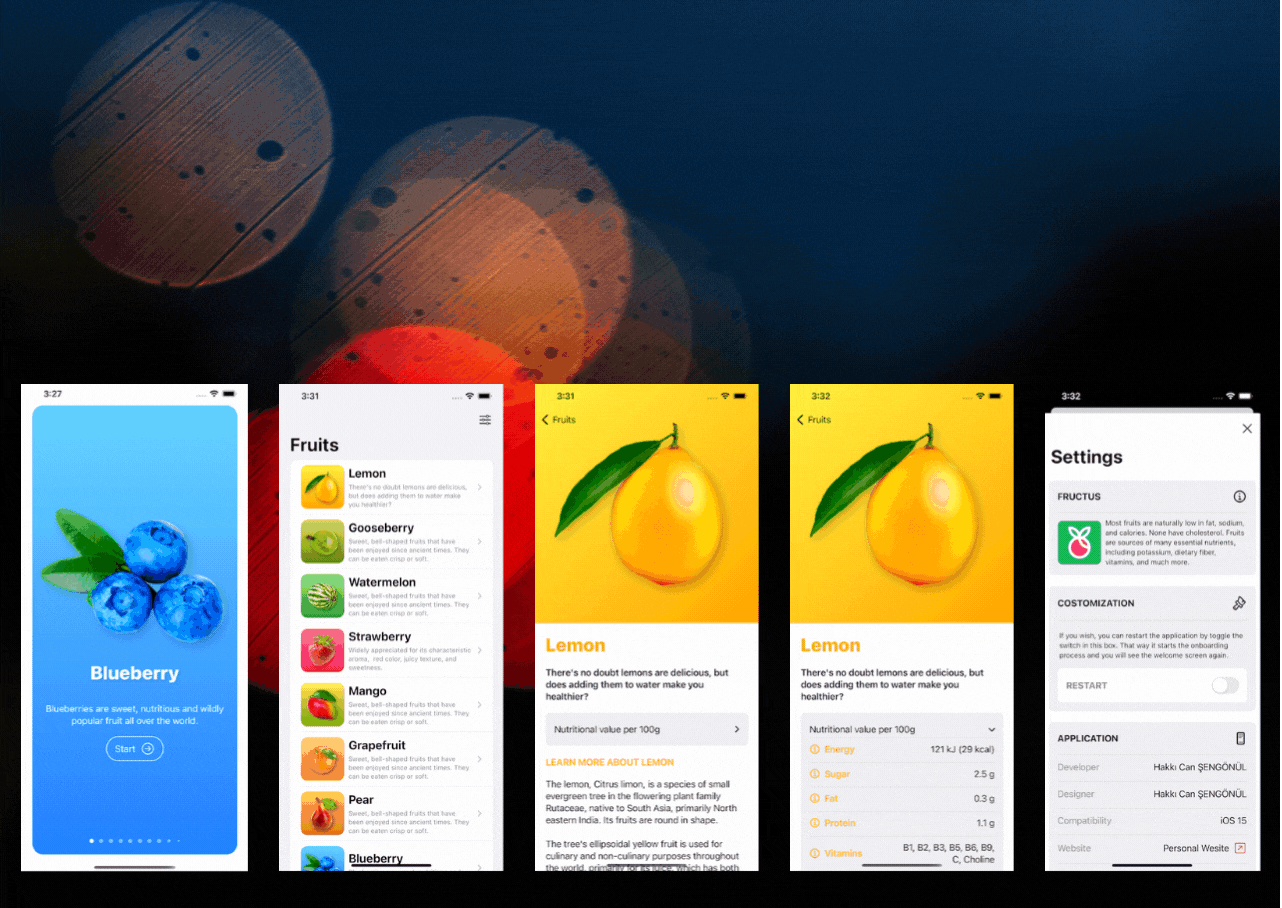 3:27
Blueberry
Blueberries are sweet, nutritious and wildly
popular fruit all over the world.
Start
3:31
Fruits
Lemon
There's no doubt lemons are delicious,
but does adding them to water make
you healthier?
Gooseberry
Sweet, bell-shaped fruits that have
been enjoyed since ancient times. They
can be eaten crisp or soft.
Watermelon
Sweet, bell-shaped fruits that have
been enjoyed since ancient times. They
can be eaten crisp or soft.
Strawberry
Widely appreciated for its characteristic
aroma, red color, juicy texture, and
sweetness.
Mango
Sweet, bell-shaped fruits that have
been enjoyed since ancient times. They
can be eaten crisp or soft.
Grapefruit
Sweet, bell-shaped fruits that have
been enjoyed since ancient times. They
can be eaten crisp or soft.
Pear
Sweet, bell-shaped fruits that have
been enjoyed since ancient times. They
can be eaten crisp or soft.
Blueberry
3:31
Fruits
Lemon
There's no doubt lemons are delicious, but
does adding them to water make you
healthier?
Nutritional value per 100g
LEARN MORE ABOUT LEMON
The lemon, Citrus limon, is a species of small
evergreen tree in the flowering plant family
Rutaceae, native to South Asia, primarily North
eastern India. Its fruits are round in shape.
The tree's ellipsoidal yellow fruit is used for
culinary and non-culinary purposes throughout
the world, primarily for its juice, which has both
3:32
Fruits
Lemon
There's no doubt lemons are delicious, but
does adding them to water make you
healthier?
Nutritional value per 100g
Energy 121 kJ (29 kcal)
Sugar 2.5 g
Fat 0.3 g
Protein 1.1 g
Vitamins B1, B2, B3, B5, B6, B9,
C, Choline
3:32
Settings
FRUCTUS
Most fruits are naturally low in fat, sodium,
and calories. None have cholesterol. Fruits
are sources of many essential nutrients,
including potassium, dietary fiber,
vitamins, and much more.
COSTOMIZATION
If you wish, you can restart the application by toggle the
switch in this box. That way it starts the onboarding
process and you will see the welcome screen again.
RESTART
APPLICATION
Developer Hakkı Can ŞENGÖNÜL
Designer Hakkı Can ŞENGÖNÜL
Compatibility iOS 15
Website Personal Wesite